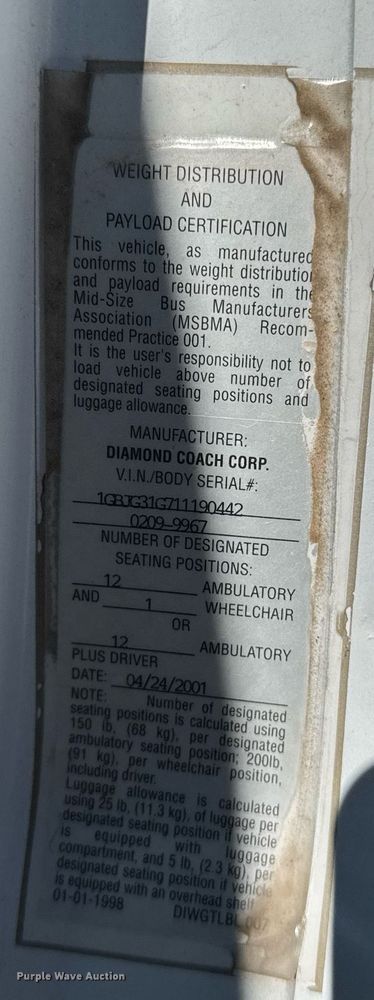 WEIGHT DISTRIBUTION
AND
PAYLOAD CERTIFICATION
This vehicle, as manufactured
conforms to the weight distribution
and payload requirements in the
Mid-Size Bus Manufacturers
Association (MSBMA) Recom-
mended Practice 001.
It is the user's responsibility not to
load vehicle above number of
designated seating positions and
luggage allowance.
MANUFACTURER:
DIAMOND COACH CORP.
V.I.N./BODY SERIAL#:
1GBJG31G711190442
0209-9967
NUMBER OF DESIGNATED
SEATING POSITIONS:
12 AMBULATORY
AND 1 WHEELCHAIR
OR
12 AMBULATORY
PLUS DRIVER
DATE: 04/24/2001
NOTE: Number of designated
seating positions is calculated using
150 lb. (68 kg), per designated
ambulatory seating position; 200lb,
(91 kg), per wheelchair position,
including driver.
Luggage allowance is calculated
using 25 lb. (11.3 kg), of luggage per
designated seating position if vehicle
is equipped with luggage
compartment, and 5 lb, (2.3 kg), per
designated seating position if vehicle
is equipped with an overhead shelf
01-01-1998 DIWGTLBL.007
Purple Wave Auction